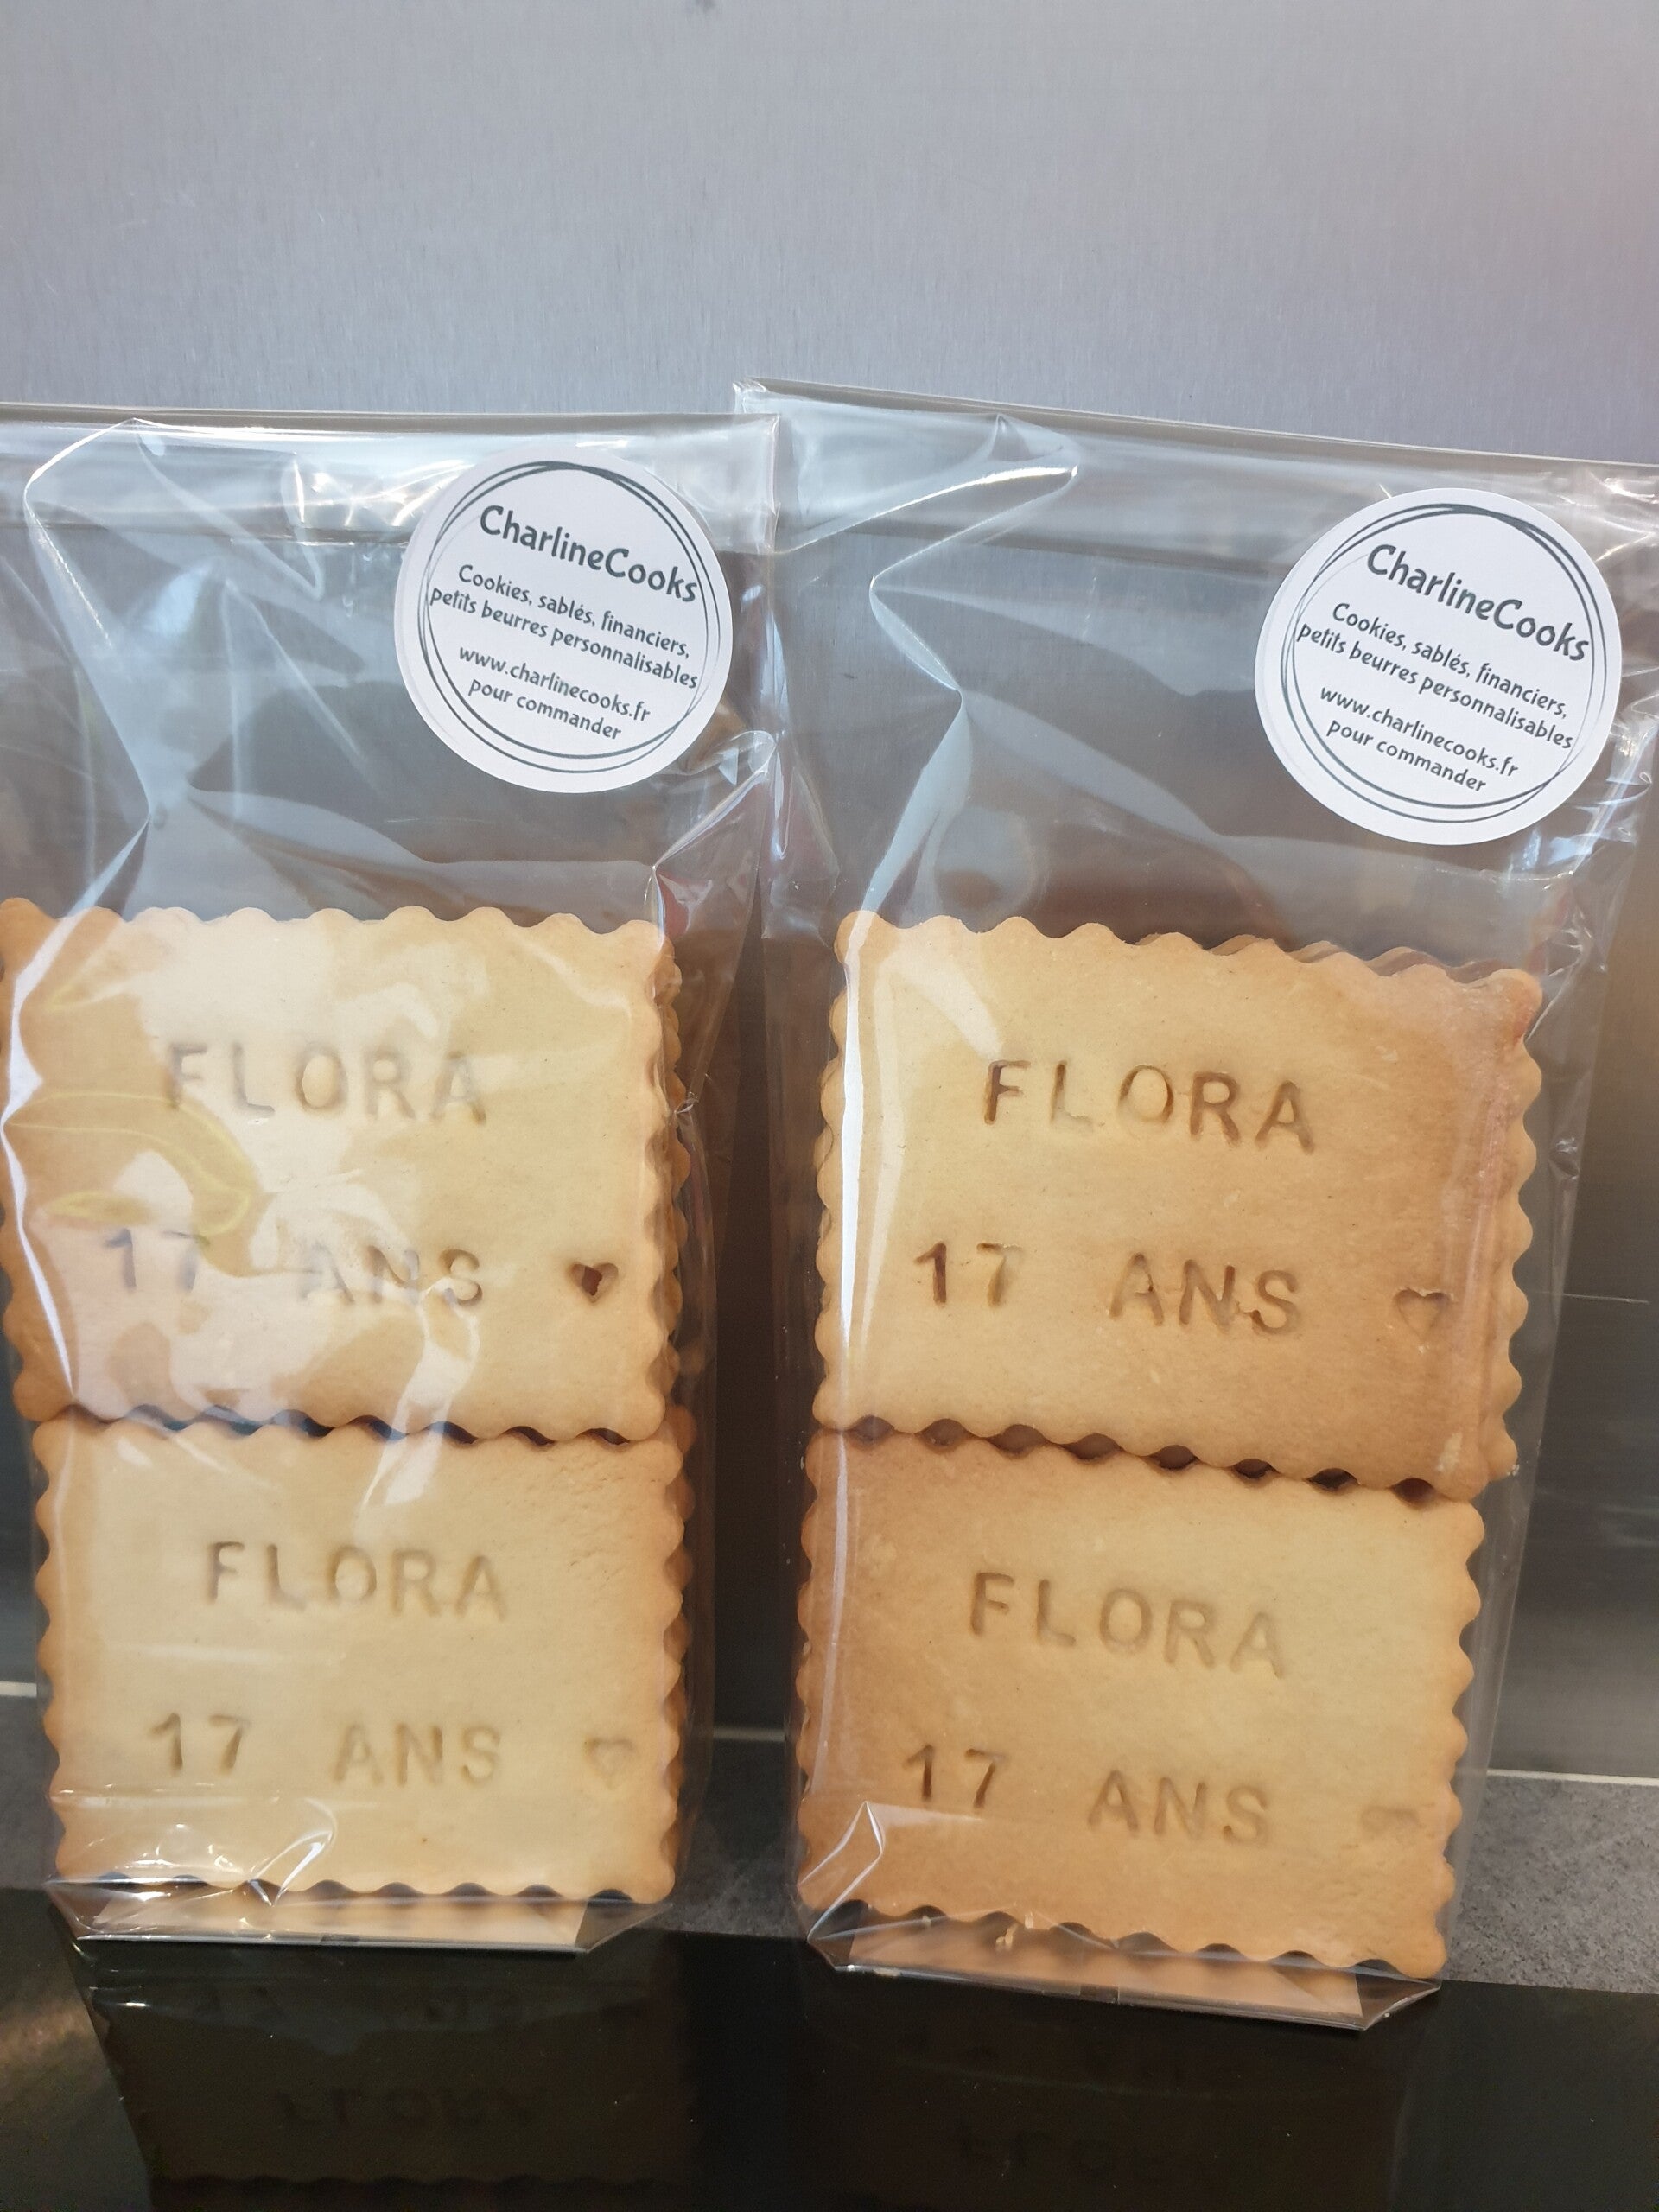 CharlineCooks
Cookies, sablés, financiers,
petits beurres personnalisables
www.charlinecooks.fr
pour commander
CharlineCooks
Cookies, sablés, financiers,
petits beurres personnalisables
www.charlinecooks.fr
pour commander
FLORA
17 ANS ♥
FLORA
17 ANS ♥
FLORA
17 ANS ♥
FLORA
17 ANS ♥